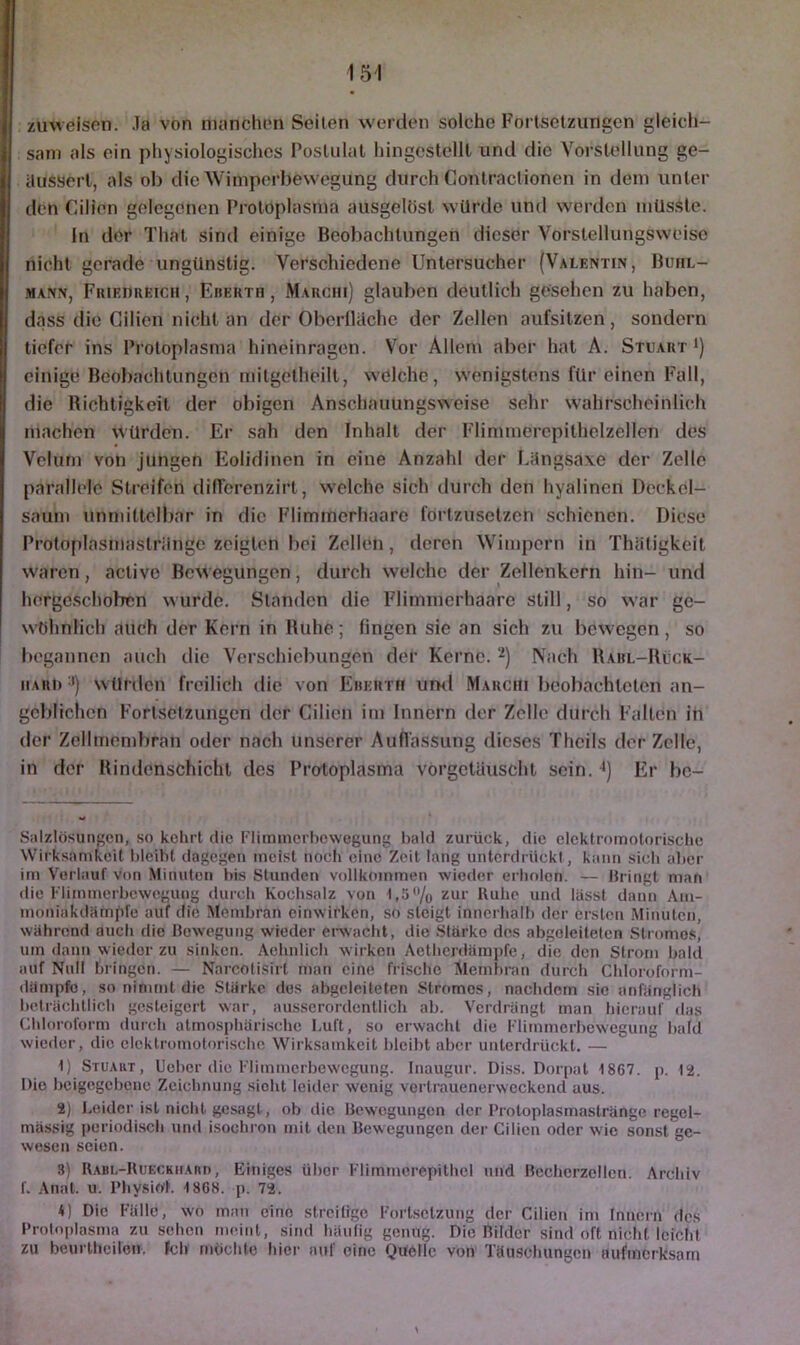 151
zuweisen. Ja von manchen Seiten werden solche Fortsetzungen gleich-
sam als ein physiologisches Postulat hingestellt und die Vorstellung ge-
äussert, als ob die Wimperbewegung durch Contractionen in dem unter
den Cilien gelegenen Protoplasma ausgelöst würde und werden müsste.
In der That sind einige Beobachtungen dieser Vorstellungsweise
nicht gerade ungünstig. Verschiedene Untersucher (Valentin, Buhl-
mann, Friedreich, Eberth, Marchi) glauben deutlich gesehen zu haben,
dass die Cilien nicht an der Oberfläche der Zellen aufsitzen, sondern
tiefer ins Protoplasma hineinragen. Vor Allem aber hat A. Stuart ¹)
einige Beobachtungen mitgetheilt, welche, wenigstens für einen Fall,
die Richtigkeit der obigen Anschauungsweise sehr wahrscheinlich
machen würden. Er sah den Inhalt der Flimmerepithelzellen des
Velum von jungen Eolidinen in eine Anzahl der Längsaxe der Zelle
parallele Streifen differenzirt, welche sich durch den hyalinen Deckel-
saum unmittelbar in die Flimmerhaare fortzusetzen schienen. Diese
Protoplasmastränge zeigten bei Zellen, deren Wimpern in Thätigkeit
waren, active Bewegungen, durch welche der Zellenkern hin- und
hergeschoben wurde. Standen die Flimmerhaare still, so war ge-
wöhnlich auch der Kern in Ruhe; fingen sie an sich zu bewegen, so
begannen auch die Verschiebungen der Kerne. ²) Nach Rabl-Rück-
hard ³) würden freilich die von Eberth und Marchi beobachteten an-
geblichen Fortsetzungen der Cilien im Innern der Zelle durch Falten in
der Zellmembran oder nach unserer Auffassung dieses Theils der Zelle,
in der Rindenschicht des Protoplasma vorgetäuscht sein. ⁴) Er be-
Salzlösungen, so kehrt die Flimmerbewegung bald zurück, die elektromotorische
Wirksamkeit bleibt dagegen meist noch eine Zeit lang unterdrückt, kann sich aber
im Verlauf von Minuten bis Stunden vollkommen wieder erholen. — Bringt man
die Flimmerbewegung durch Kochsalz von 1,5% zur Ruhe und lässt dann Am-
moniakdämpfe auf die Membran einwirken, so steigt innerhalb der ersten Minuten,
während auch die Bewegung wieder erwacht, die Stärke des abgeleiteten Stromes,
um dann wieder zu sinken. Aehnlich wirken Aetherdämpfe, die den Strom bald
auf Null bringen. — Narcotisirt man eine frische Membran durch Chloroform-
dämpfe, so nimmt die Stärke des abgeleiteten Stromes, nachdem sie anfänglich
beträchtlich gesteigert war, ausserordentlich ab. Verdrängt man hierauf das
Chloroform durch atmosphärische Luft, so erwacht die Flimmerbewegung bald
wieder, die elektromotorische Wirksamkeit bleibt aber unterdrückt. —
1) Stuart, Ueber die Flimmerbewegung. Inaugur. Diss. Dorpat 1867. p. 12.
Die beigegebene Zeichnung sieht leider wenig vertrauenerweckend aus.
2) Leider ist nicht gesagt, ob die Bewegungen der Protoplasmastränge regel-
mässig periodisch und isochron mit den Bewegungen der Cilien oder wie sonst ge-
wesen seien.
3) Rabl-Rueckhard, Einiges über Flimmerepithel und Becherzellen. Archiv
f. Anat. u. Physiol. 1868. p. 72.
4) Die Fälle, wo man eine streifige Fortsetzung der Cilien im Innern des
Protoplasma zu sehen meint, sind häufig genug. Die Bilder sind oft nicht leicht
zu beurtheilen. Ich möchte hier auf eine Quelle von Täuschungen aufmerksam